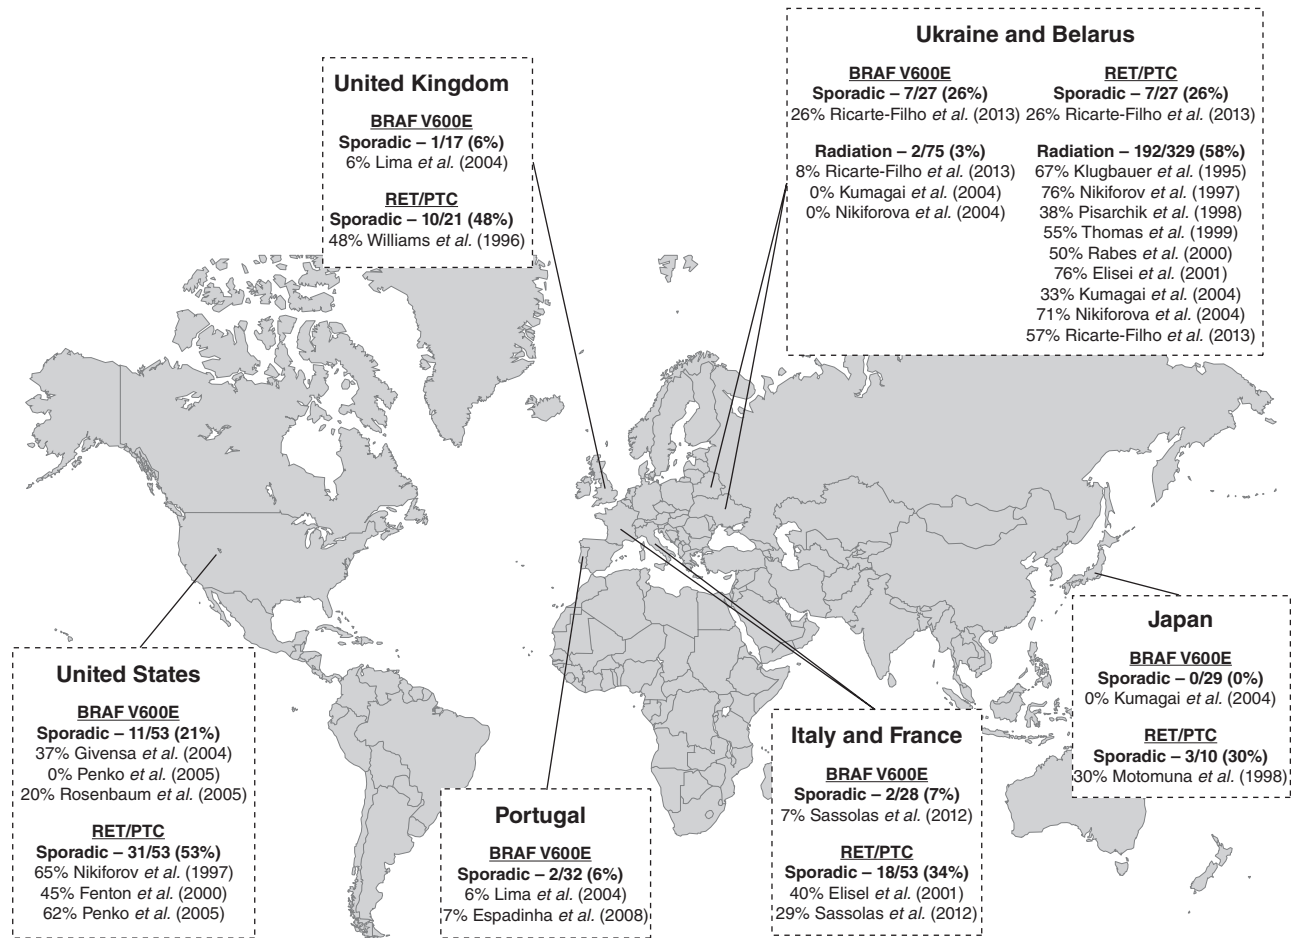 Ukraine and Belarus
BRAF V600E
Sporadic – 7/27 (26%)
26% Ricarte-Filho et al. (2013)
Radiation – 2/75 (3%)
8% Ricarte-Filho et al. (2013)
0% Kumagai et al. (2004)
0% Nikiforova et al. (2004)
RET/PTC
Sporadic – 7/27 (26%)
26% Ricarte-Filho et al. (2013)
Radiation – 192/329 (58%)
67% Klugbauer et al. (1995)
76% Nikiforov et al. (1997)
38% Pisarchik et al. (1998)
55% Thomas et al. (1999)
50% Rabes et al. (2000)
76% Elisei et al. (2001)
33% Kumagai et al. (2004)
71% Nikiforova et al. (2004)
57% Ricarte-Filho et al. (2013)
United Kingdom
BRAF V600E
Sporadic – 1/17 (6%)
6% Lima et al. (2004)
RET/PTC
Sporadic – 10/21 (48%)
48% Williams et al. (1996)
United States
BRAF V600E
Sporadic – 11/53 (21%)
37% Givensa et al. (2004)
0% Penko et al. (2005)
20% Rosenbaum et al. (2005)
RET/PTC
Sporadic – 31/53 (53%)
65% Nikiforov et al. (1997)
45% Fenton et al. (2000)
62% Penko et al. (2005)
Portugal
BRAF V600E
Sporadic – 2/32 (6%)
6% Lima et al. (2004)
7% Espadinha et al. (2008)
Italy and France
BRAF V600E
Sporadic – 2/28 (7%)
7% Sassolas et al. (2012)
RET/PTC
Sporadic – 18/53 (34%)
40% Elisel et al. (2001)
29% Sassolas et al. (2012)
Japan
BRAF V600E
Sporadic – 0/29 (0%)
0% Kumagai et al. (2004)
RET/PTC
Sporadic – 3/10 (30%)
30% Motomuna et al. (1998)